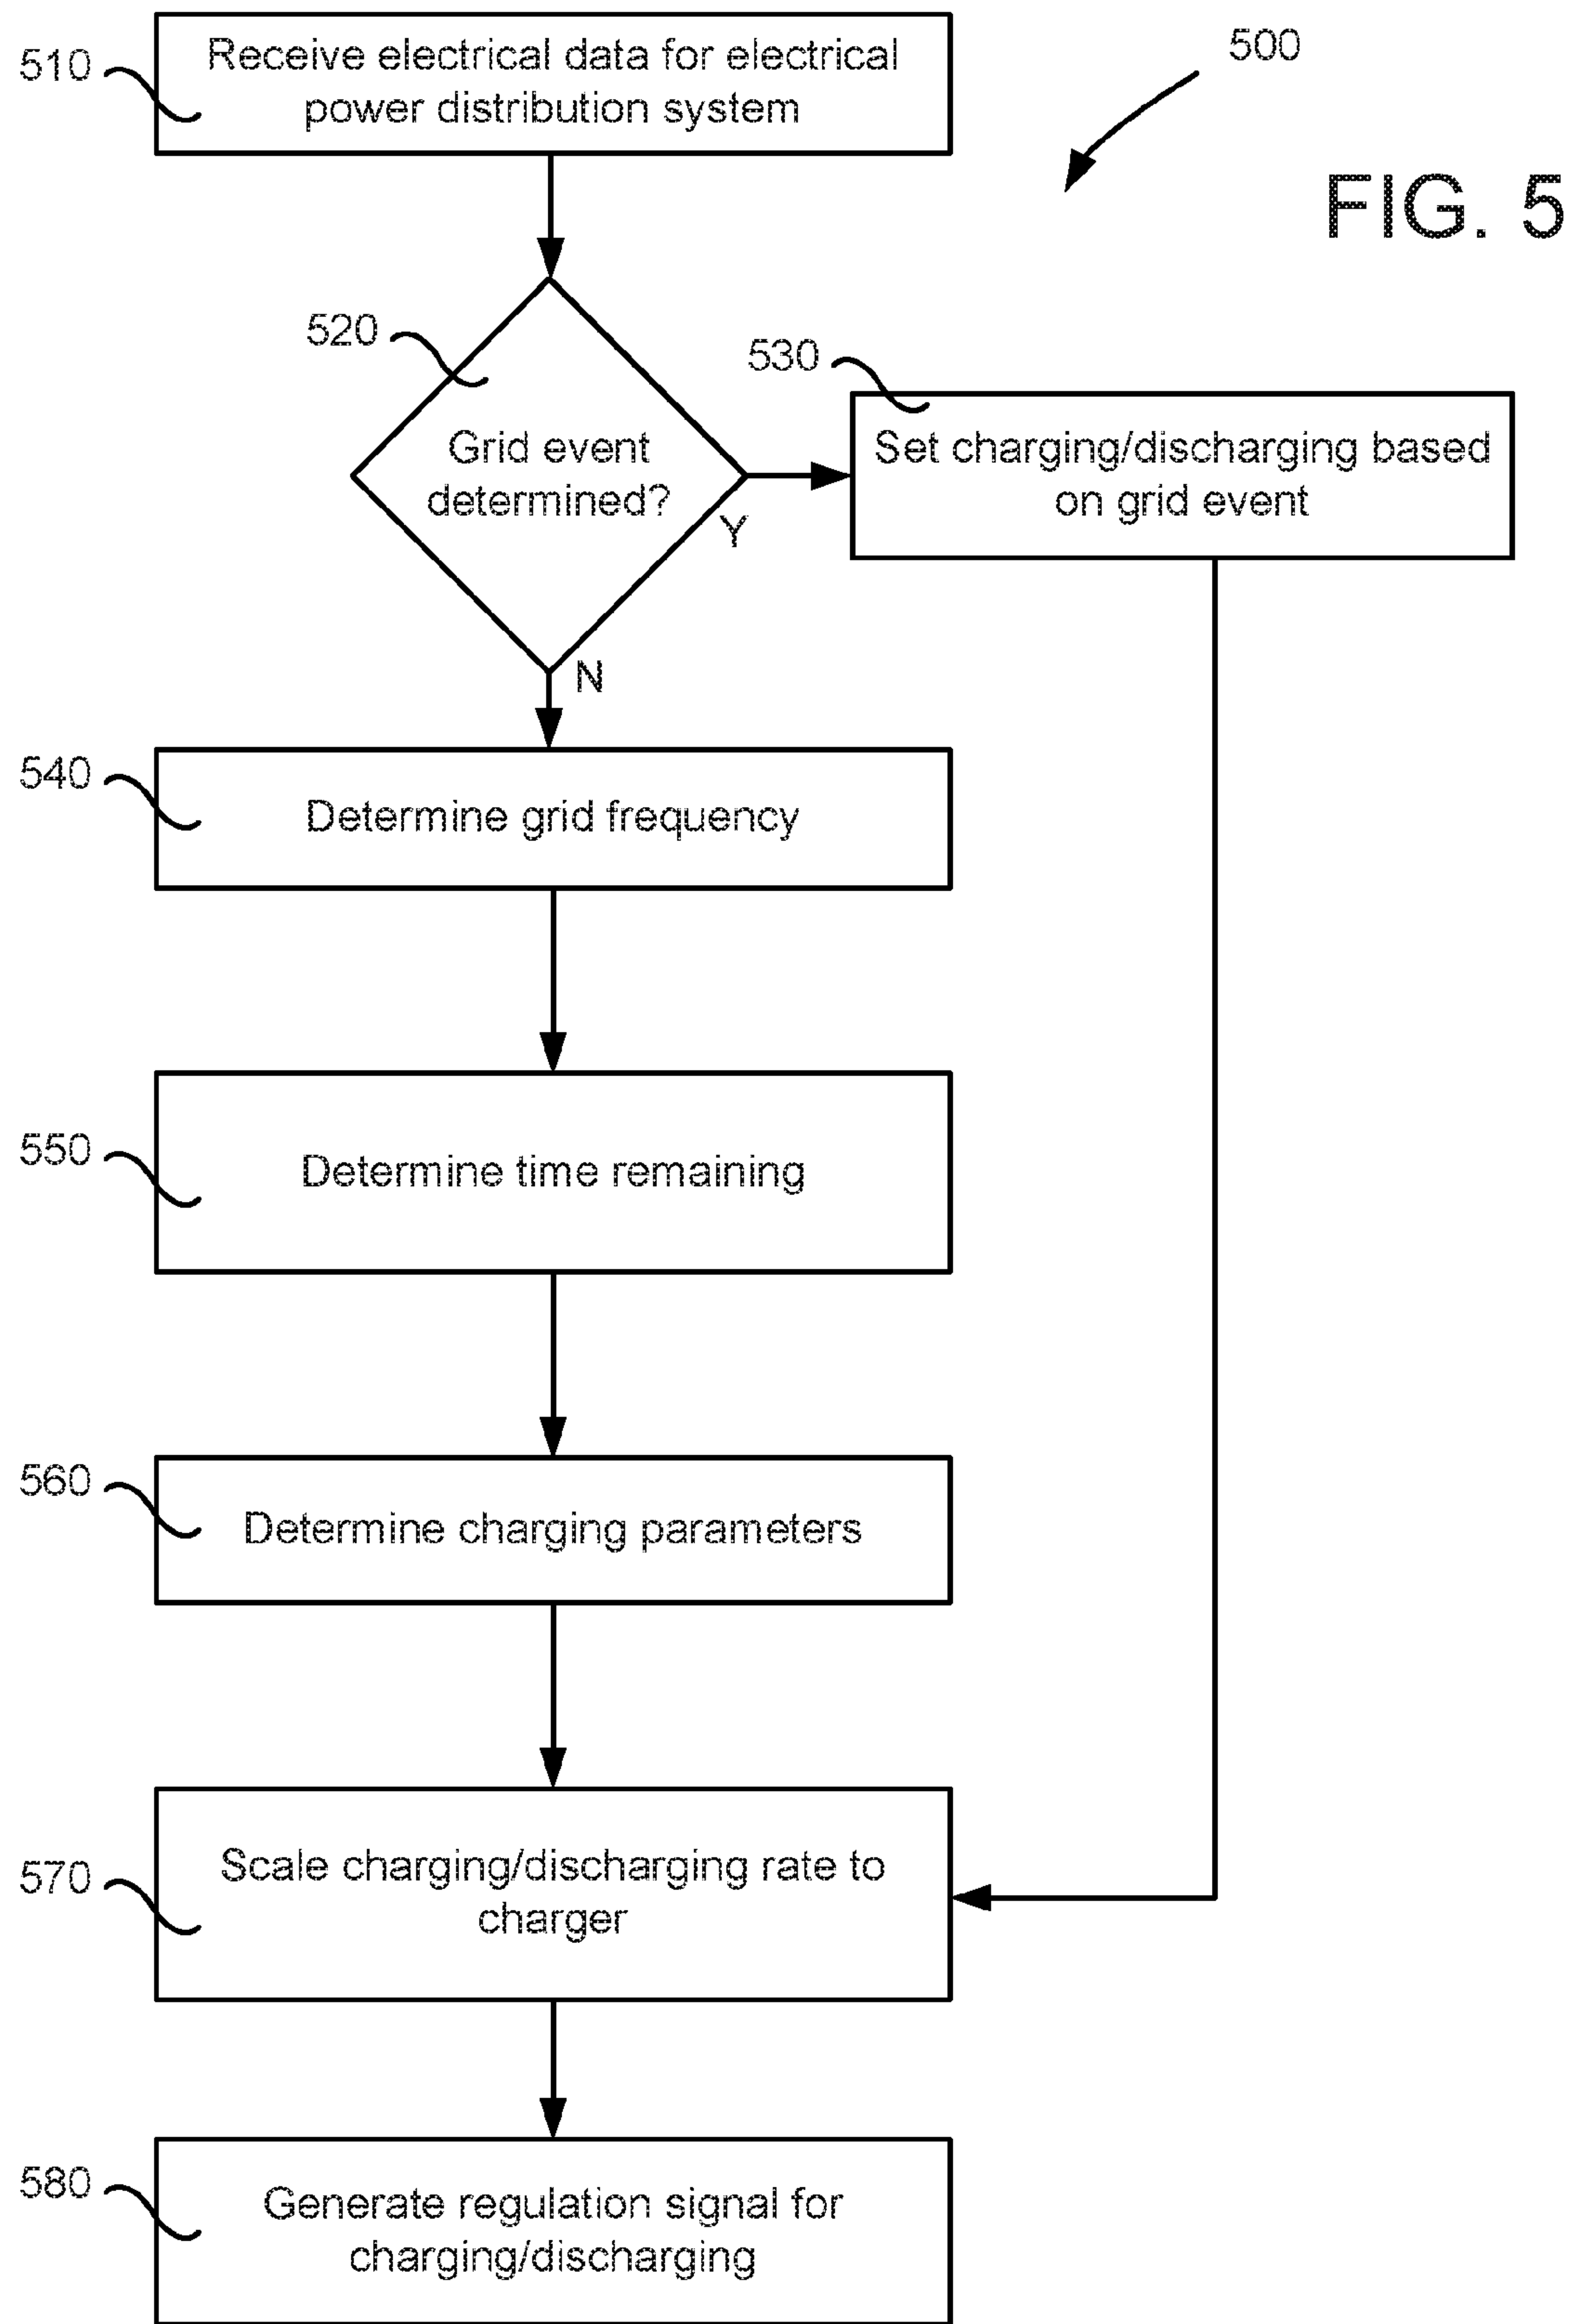 510
Receive electrical data for electrical
power distribution system
500
FIG. 5
520
Grid event
determined?
Y
N
530
Set charging/discharging based
on grid event
540
Determine grid frequency
550
Determine time remaining
560
Determine charging parameters
570
Scale charging/discharging rate to
charger
580
Generate regulation signal for
charging/discharging